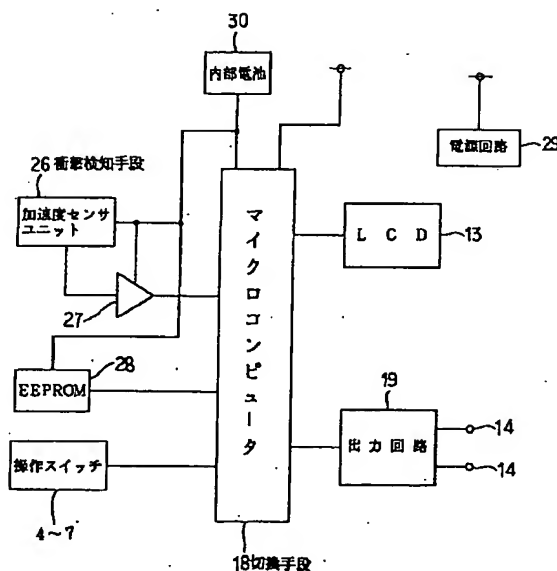 30
内部電池
電源回路
29
26 衝撃検知手段
加速度センサ
ユニット
マイクロコンピュータ
LCD
13
27
28
EEPROM
19
出力回路
14
14
操作スイッチ
4～7
18切換手段